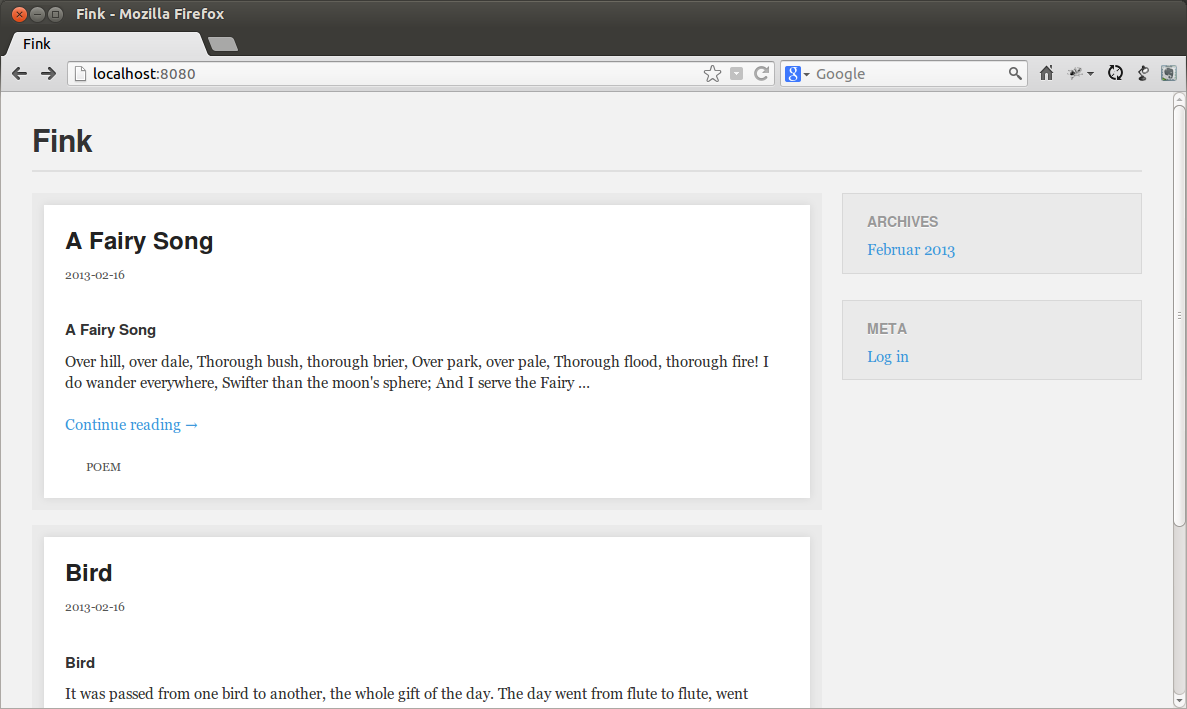 Fink - Mozilla Firefox
Fink
localhost:8080
8 Google
Fink
A Fairy Song
2013-02-16
A Fairy Song
Over hill, over dale, Thorough bush, thorough brier, Over park, over pale, Thorough flood, thorough fire! I
do wander everywhere, Swifter than the moon's sphere; And I serve the Fairy ...
Continue reading →
POEM
Bird
2013-02-16
Bird
It was passed from one bird to another, the whole gift of the day. The day went from flute to flute, went
ARCHIVES
Februar 2013
META
Log in